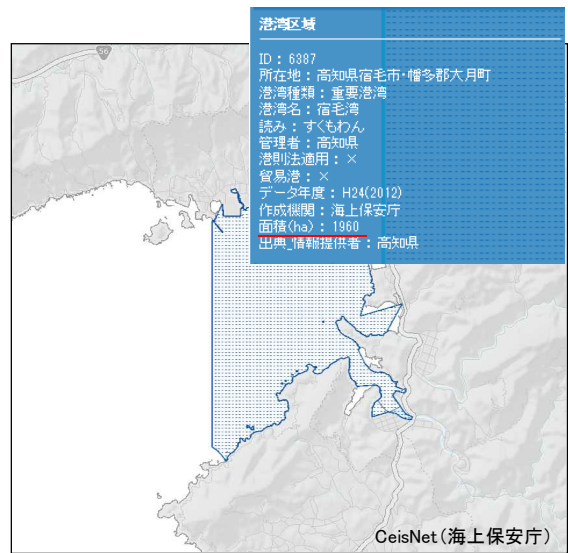 港湾区域
ID：6387
所在地：高知県宿毛市・幡多郡大月町
港湾種類：重要港湾
港湾名：宿毛湾
読み：すくもわん
管理者：高知県
港則法適用：×
貿易港：×
データ年度：H24(2012)
作成機関：海上保安庁
面積(ha)：1960
出典_情報提供者：高知県
56
CeisNet(海上保安庁)